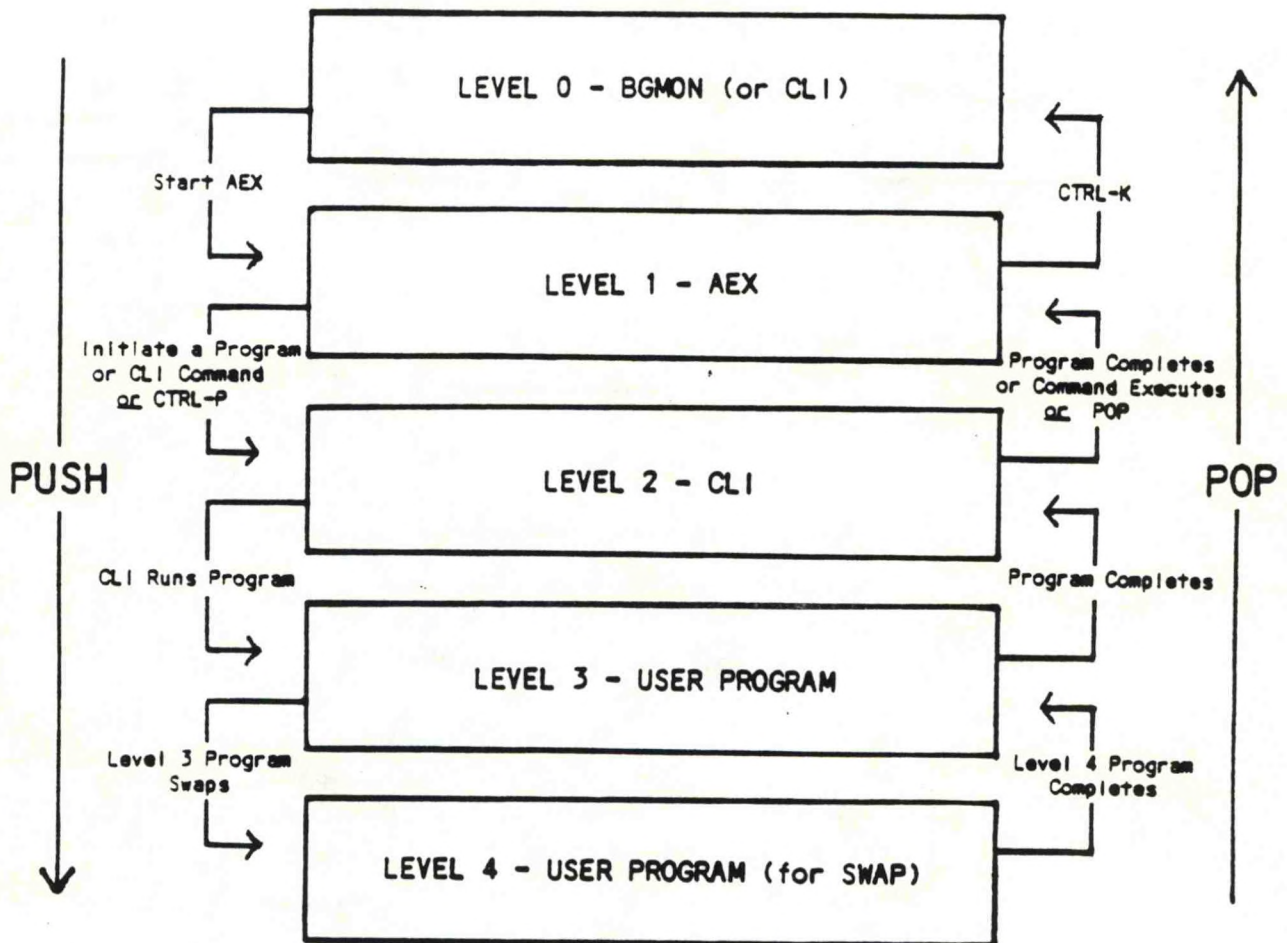 LEVEL 0 - BGMON (or CLI)
Start AEX
CTRL-K
LEVEL 1 - AEX
Initiate a Program
or CLI Command
or CTRL-P
Program Completes
or Command Executes
or POP
PUSH
LEVEL 2 - CLI
POP
CLI Runs Program
Program Completes
LEVEL 3 - USER PROGRAM
Level 3 Program
Swaps
Level 4 Program
Completes
LEVEL 4 - USER PROGRAM (for SWAP)